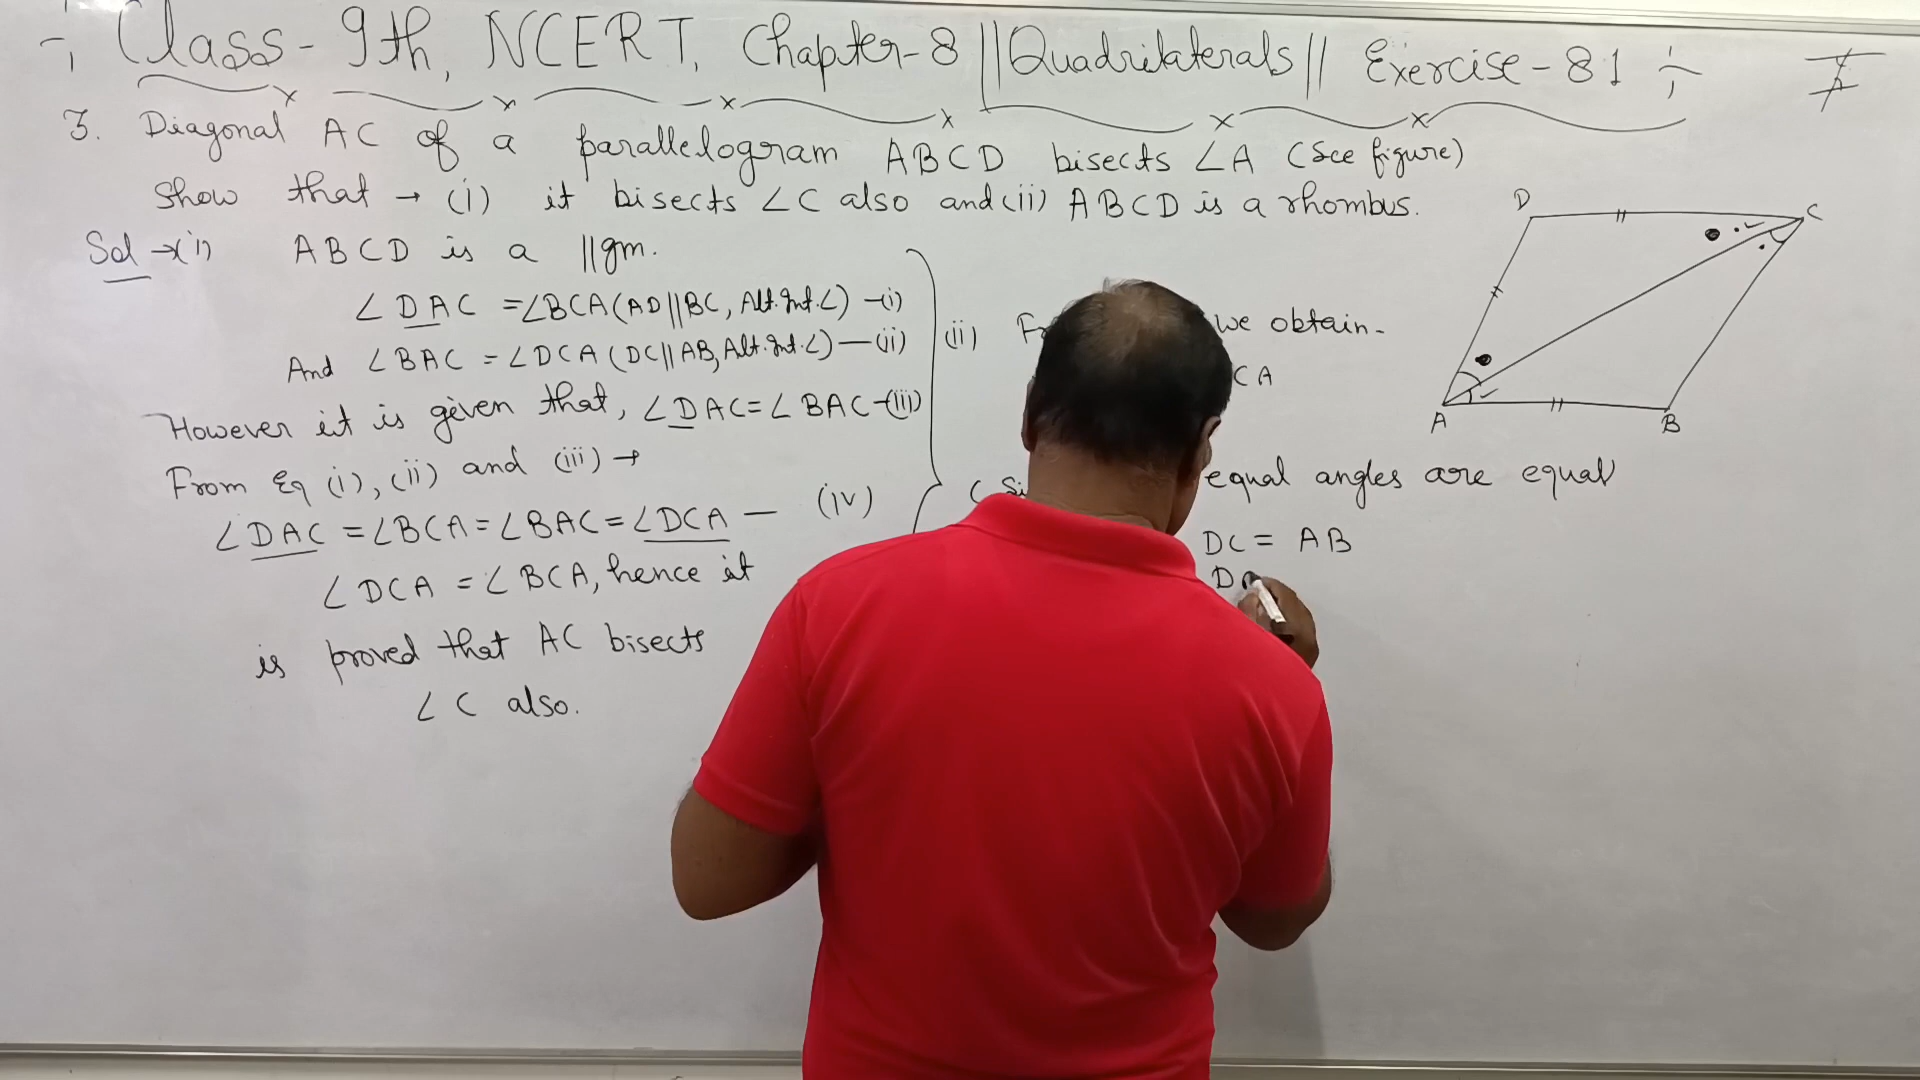 Class-9th, NCERT, Chapter-8 ||Quadrilaterals|| Exercise-8.1
3. Diagonal AC of a parallelogram ABCD bisects ∠A (See figure)
Show that → (i) it bisects ∠C also and (ii) ABCD is a rhombus.
Sol → (i) ABCD is a ||gm.
∠DAC = ∠BCA (AD||BC, Alt. Int. ∠) — (i)
And ∠BAC = ∠DCA (DC||AB, Alt. Int. ∠) — (ii)
However it is given that, ∠DAC = ∠BAC — (iii)
From Eq (i), (ii) and (iii) →
∠DAC = ∠BCA = ∠BAC = ∠DCA — (iv)
∠DCA = ∠BCA, hence it
is proved that AC bisects
∠C also.
(ii) we obtain-
CA
equal angles are equal
DC = AB
D
D
C
A
B